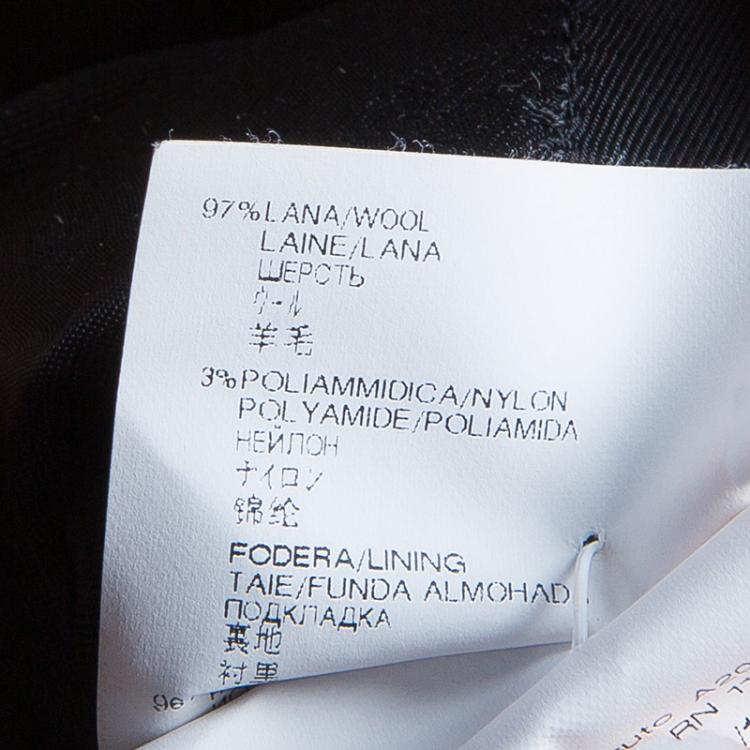 97% LANA/WOOL
LAINE/LANA
ШЕРСТЬ
ウール
羊毛
3% POLIAMMIDICA/NYLON
POLYAMIDE/POLIAMIDA
НЕЙЛОН
ナイロン
锦纶
FODERA/LINING
TAIE/FUNDA ALMOHAD
ПОДКЛАДКА
裏地
衬里
RN